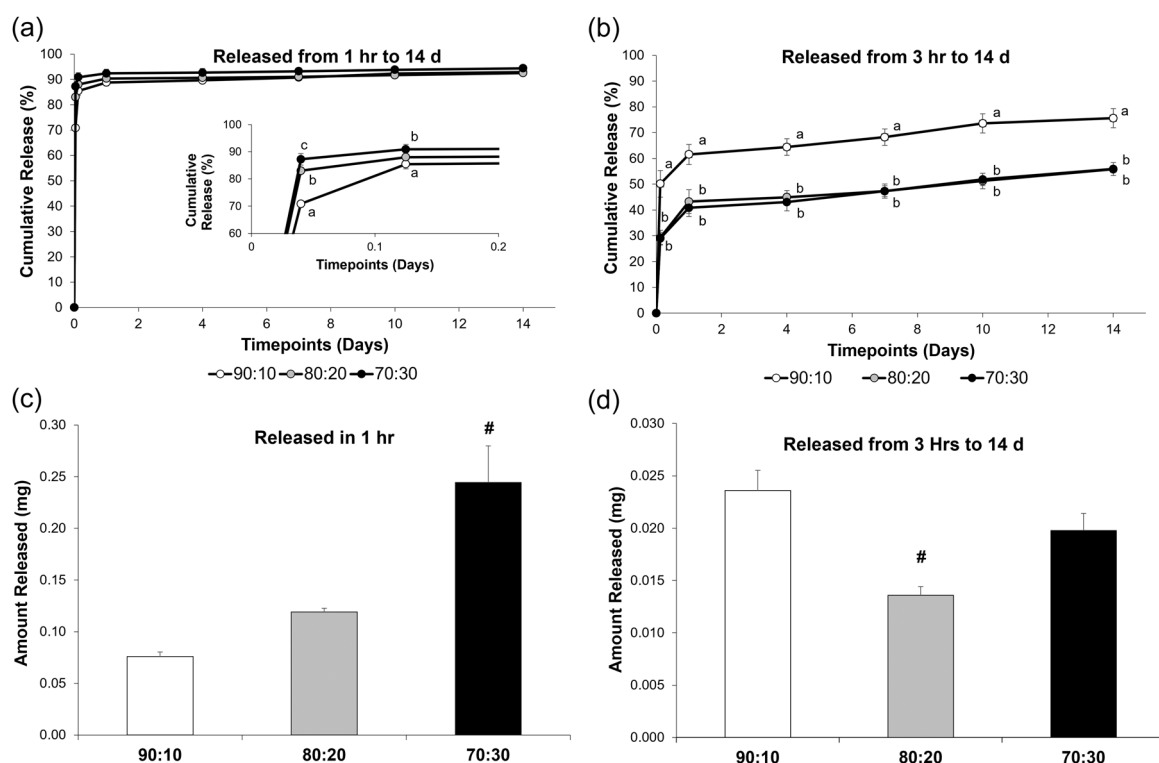 (a)
Released from 1 hr to 14 d
Cumulative Release (%)
100
90
80
70
60
50
40
30
20
10
0
0 2 4 6 8 10 12 14
Timepoints (Days)
Cumulative
Release (%)
100
90
80
70
60
c
b
b
a
a
0 0.1 0.2
Timepoints (Days)
90:10 80:20 70:30
(b)
Released from 3 hr to 14 d
Cumulative Release (%)
100
90
80
70
60
50
40
30
20
10
0
a a a a a a
b b b b b
b b b b b b
0 2 4 6 8 10 12 14
Timepoints (Days)
90:10 80:20 70:30
(c)
Released in 1 hr
Amount Released (mg)
0.30
0.25
0.20
0.15
0.10
0.05
0.00
#
90:10 80:20 70:30
(d)
Released from 3 Hrs to 14 d
Amount Released (mg)
0.030
0.025
0.020
0.015
0.010
0.005
0.000
#
90:10 80:20 70:30